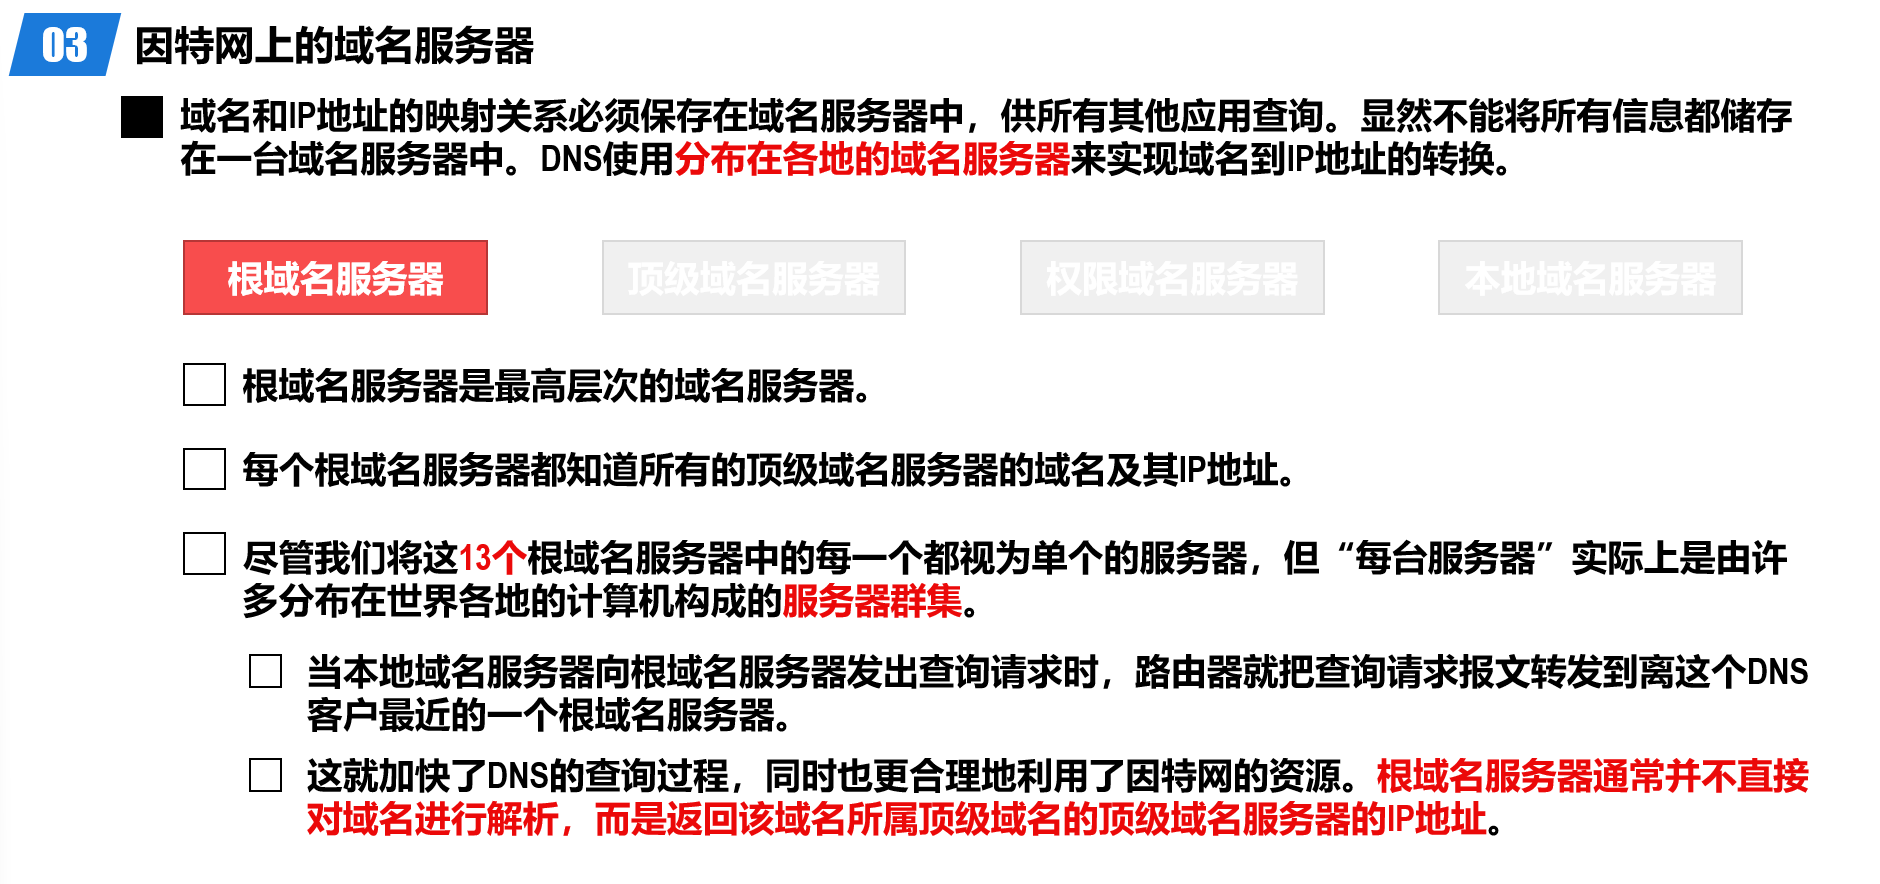 03 因特网上的域名服务器
域名和IP地址的映射关系必须保存在域名服务器中，供所有其他应用查询。显然不能将所有信息都储存
在一台域名服务器中。DNS使用分布在各地的域名服务器来实现域名到IP地址的转换。
根域名服务器 顶级域名服务器 权限域名服务器 本地域名服务器
根域名服务器是最高层次的域名服务器。
每个根域名服务器都知道所有的顶级域名服务器的域名及其IP地址。
尽管我们将这13个根域名服务器中的每一个都视为单个的服务器，但“每台服务器”实际上是由许
多分布在世界各地的计算机构成的服务器群集。
当本地域名服务器向根域名服务器发出查询请求时，路由器就把查询请求报文转发到离这个DNS
客户最近的一个根域名服务器。
这就加快了DNS的查询过程，同时也更合理地利用了因特网的资源。根域名服务器通常并不直接
对域名进行解析，而是返回该域名所属顶级域名的顶级域名服务器的IP地址。